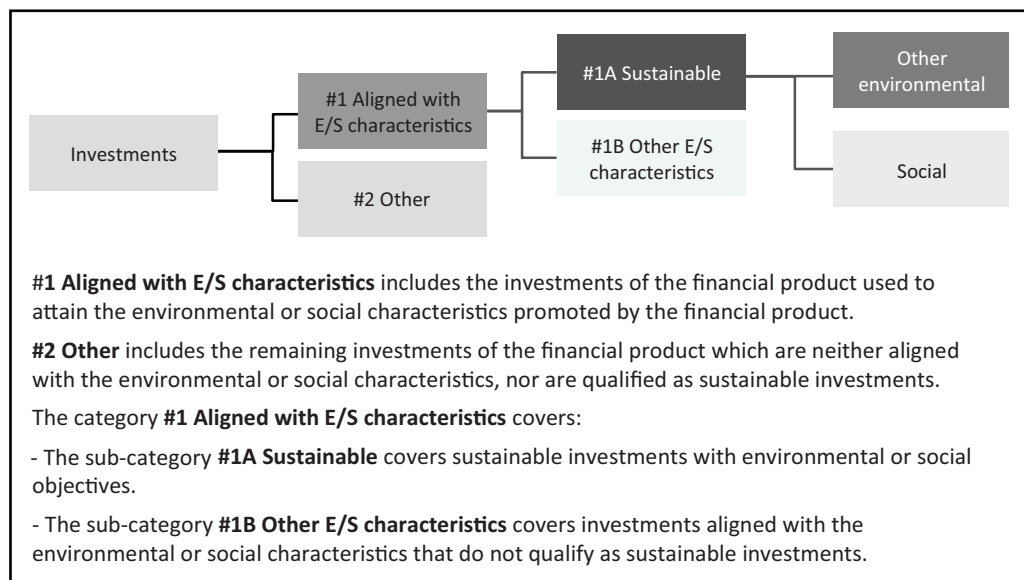 Investments
#1 Aligned with
E/S characteristics
#2 Other
#1A Sustainable
#1B Other E/S
characteristics
Other
environmental
Social
#1 Aligned with E/S characteristics includes the investments of the financial product used to
attain the environmental or social characteristics promoted by the financial product.
#2 Other includes the remaining investments of the financial product which are neither aligned
with the environmental or social characteristics, nor are qualified as sustainable investments.
The category #1 Aligned with E/S characteristics covers:
- The sub-category #1A Sustainable covers sustainable investments with environmental or social
objectives.
- The sub-category #1B Other E/S characteristics covers investments aligned with the
environmental or social characteristics that do not qualify as sustainable investments.